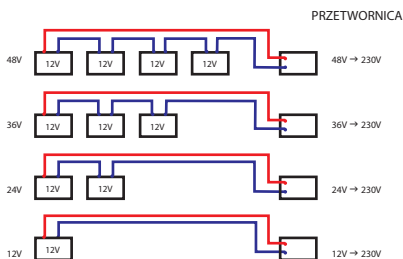 PRZETWORNICA
48V 12V 12V 12V 12V 48V → 230V
36V 12V 12V 12V 36V → 230V
24V 12V 12V 24V → 230V
12V 12V 12V → 230V